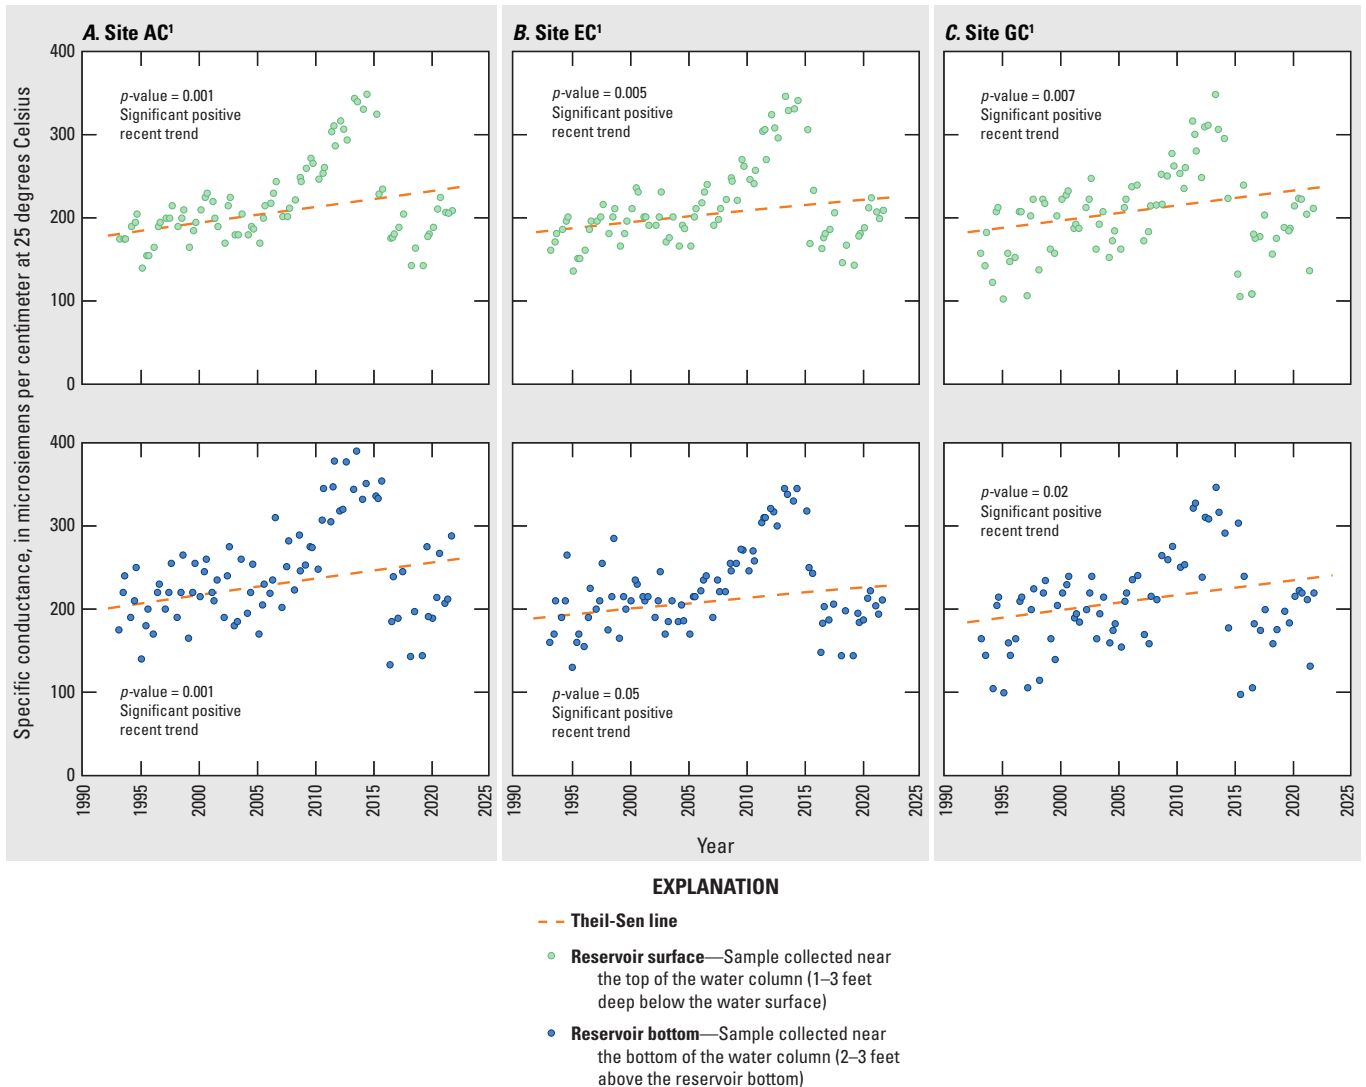 A. Site AC¹
B. Site EC¹
C. Site GC¹
Specific conductance, in microsiemens per centimeter at 25 degrees Celsius
400
300
200
100
0
p-value = 0.001
Significant positive
recent trend
p-value = 0.005
Significant positive
recent trend
p-value = 0.007
Significant positive
recent trend
400
300
200
100
0
p-value = 0.001
Significant positive
recent trend
p-value = 0.05
Significant positive
recent trend
p-value = 0.02
Significant positive
recent trend
1990 1995 2000 2005 2010 2015 2020 2025
1990 1995 2000 2005 2010 2015 2020 2025
1990 1995 2000 2005 2010 2015 2020 2025
Year
EXPLANATION
Theil-Sen line
Reservoir surface—Sample collected near
the top of the water column (1–3 feet
deep below the water surface)
Reservoir bottom—Sample collected near
the bottom of the water column (2–3 feet
above the reservoir bottom)